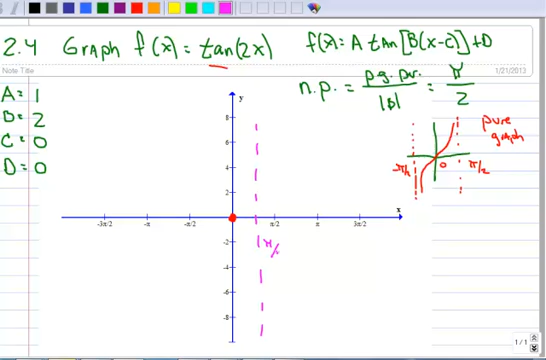 2.4 Graph f(x) = tan(2x) f(x) = A tan[B(x-C)] + D
Note Title 1/21/2013
A = 1
B = 2
C = 0
D = 0
n.p. = pg. per. / |B| = π / 2
pure graph
-π/2 0 π/2
y
8
6
4
2
-3π/2 -π -π/2 π/2 π 3π/2 x
-2
π/
-4
-6
-8
1/1